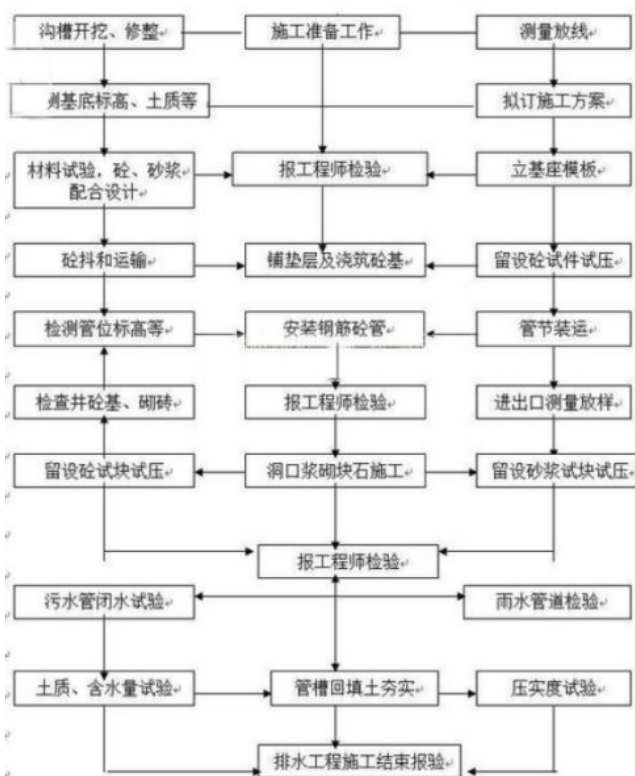 沟槽开挖、修整
施工准备工作
测量放线
测基底标高、土质等
拟订施工方案
材料试验，砼、砂浆
配合设计
报工程师检验
立基座模板
砼抖和运输
铺垫层及浇筑砼基
留设砼试件试压
检测管位标高等
安装钢筋砼管
管节装运
检查井砼基、砌砖
报工程师检验
进出口测量放样
留设砼试块试压
洞口浆砌块石施工
留设砂浆试块试压
报工程师检验
污水管闭水试验
雨水管道检验
土质、含水量试验
管槽回填土夯实
压实度试验
排水工程施工结束报验